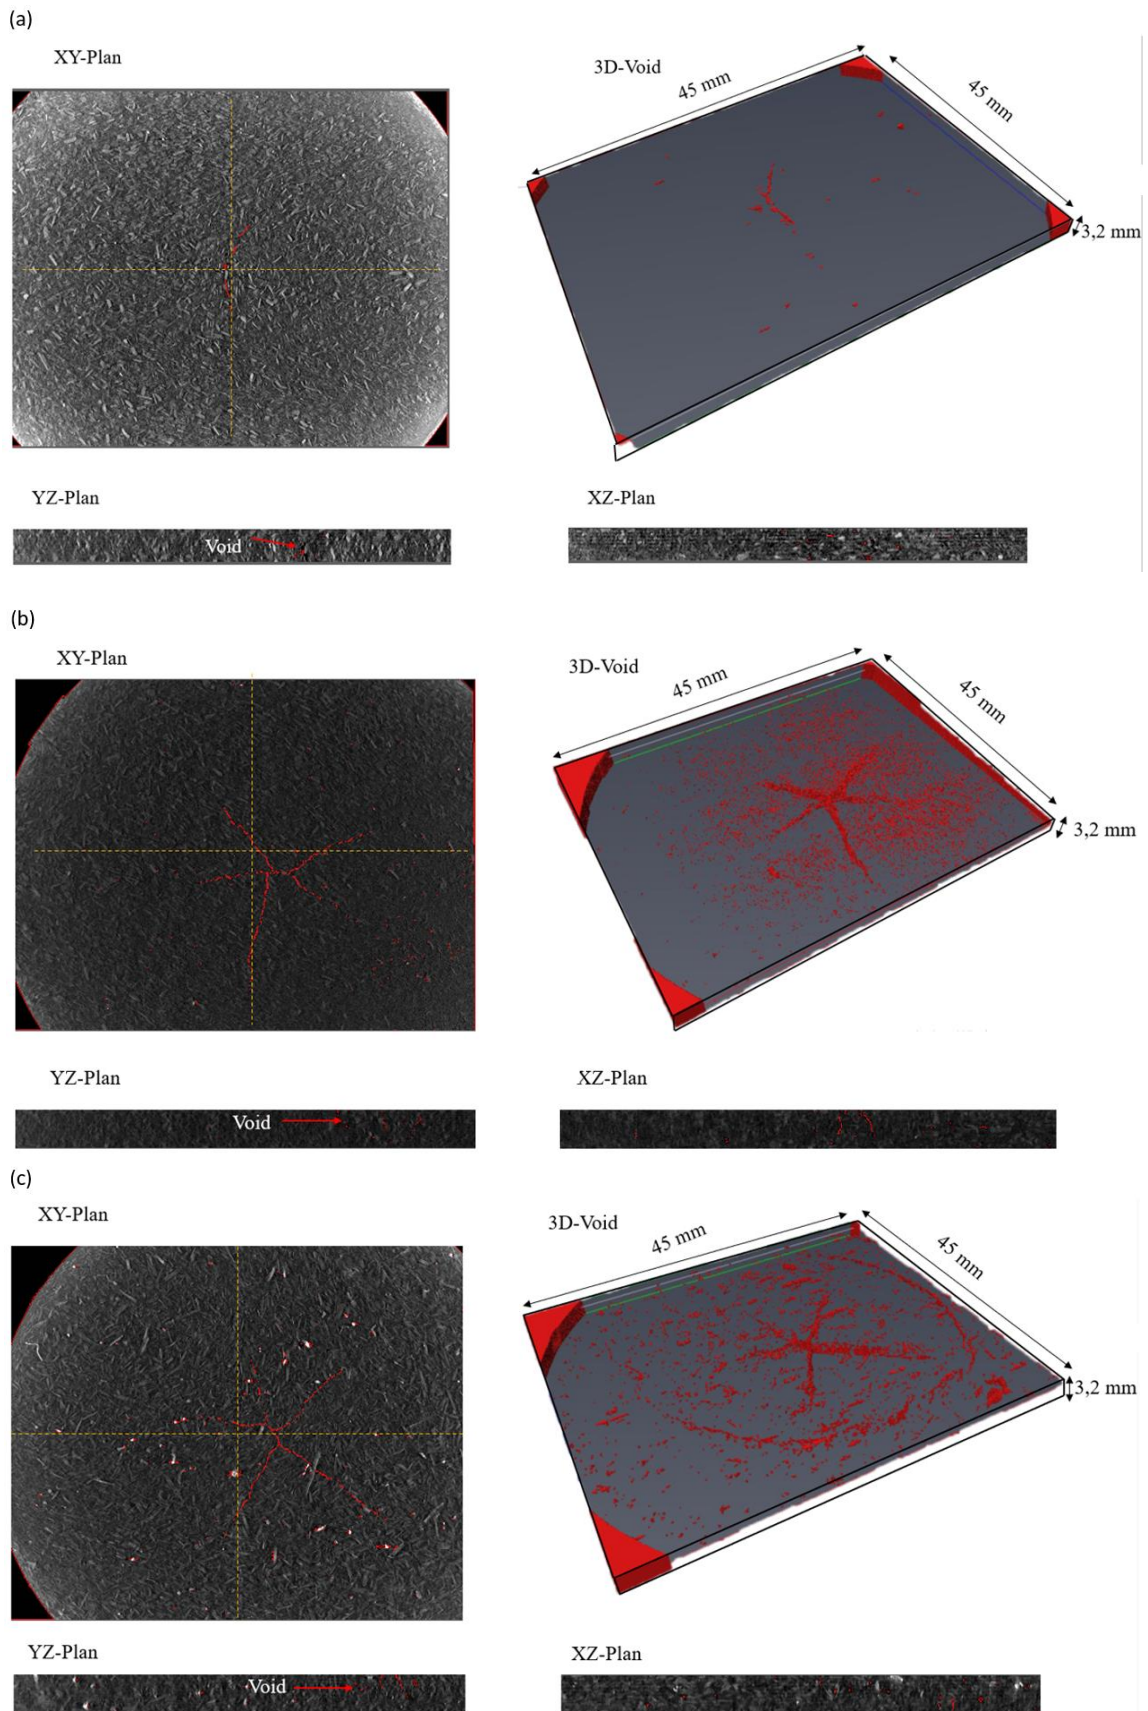 (a)
XY-Plan
3D-Void
45 mm
45 mm
3,2 mm
YZ-Plan
XZ-Plan
Void
(b)
XY-Plan
3D-Void
45 mm
45 mm
3,2 mm
YZ-Plan
XZ-Plan
Void
(c)
XY-Plan
3D-Void
45 mm
45 mm
3,2 mm
YZ-Plan
XZ-Plan
Void